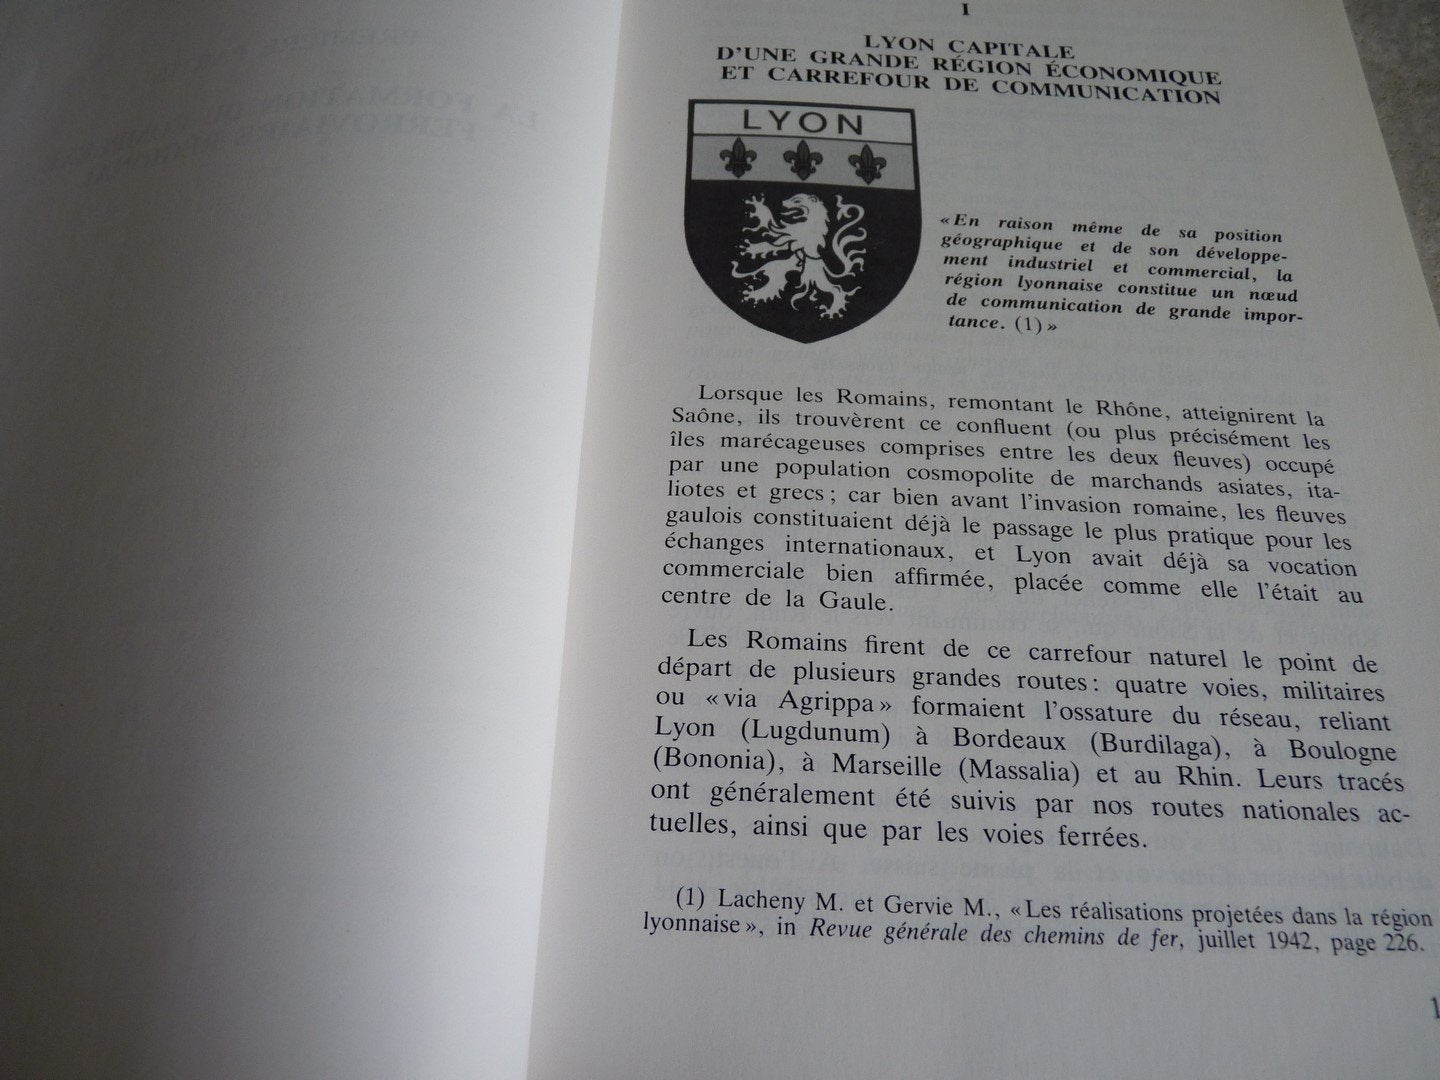 I
LYON CAPITALE
D'UNE GRANDE RÉGION ÉCONOMIQUE
ET CARREFOUR DE COMMUNICATION
LYON
« En raison même de sa position
géographique et de son développe-
ment industriel et commercial, la
région lyonnaise constitue un nœud
de communication de grande impor-
tance. (1) »
Lorsque les Romains, remontant le Rhône, atteignirent la
Saône, ils trouvèrent ce confluent (ou plus précisément les
îles marécageuses comprises entre les deux fleuves) occupé
par une population cosmopolite de marchands asiates, ita-
liotes et grecs ; car bien avant l'invasion romaine, les fleuves
gaulois constituaient déjà le passage le plus pratique pour les
échanges internationaux, et Lyon avait déjà sa vocation
commerciale bien affirmée, placée comme elle l'était au
centre de la Gaule.
Les Romains firent de ce carrefour naturel le point de
départ de plusieurs grandes routes : quatre voies, militaires
ou « via Agrippa » formaient l'ossature du réseau, reliant
Lyon (Lugdunum) à Bordeaux (Burdilaga), à Boulogne
(Bononia), à Marseille (Massalia) et au Rhin. Leurs tracés
ont généralement été suivis par nos routes nationales ac-
tuelles, ainsi que par les voies ferrées.
(1) Lacheny M. et Gervie M., « Les réalisations projetées dans la région
lyonnaise », in Revue générale des chemins de fer, juillet 1942, page 226.